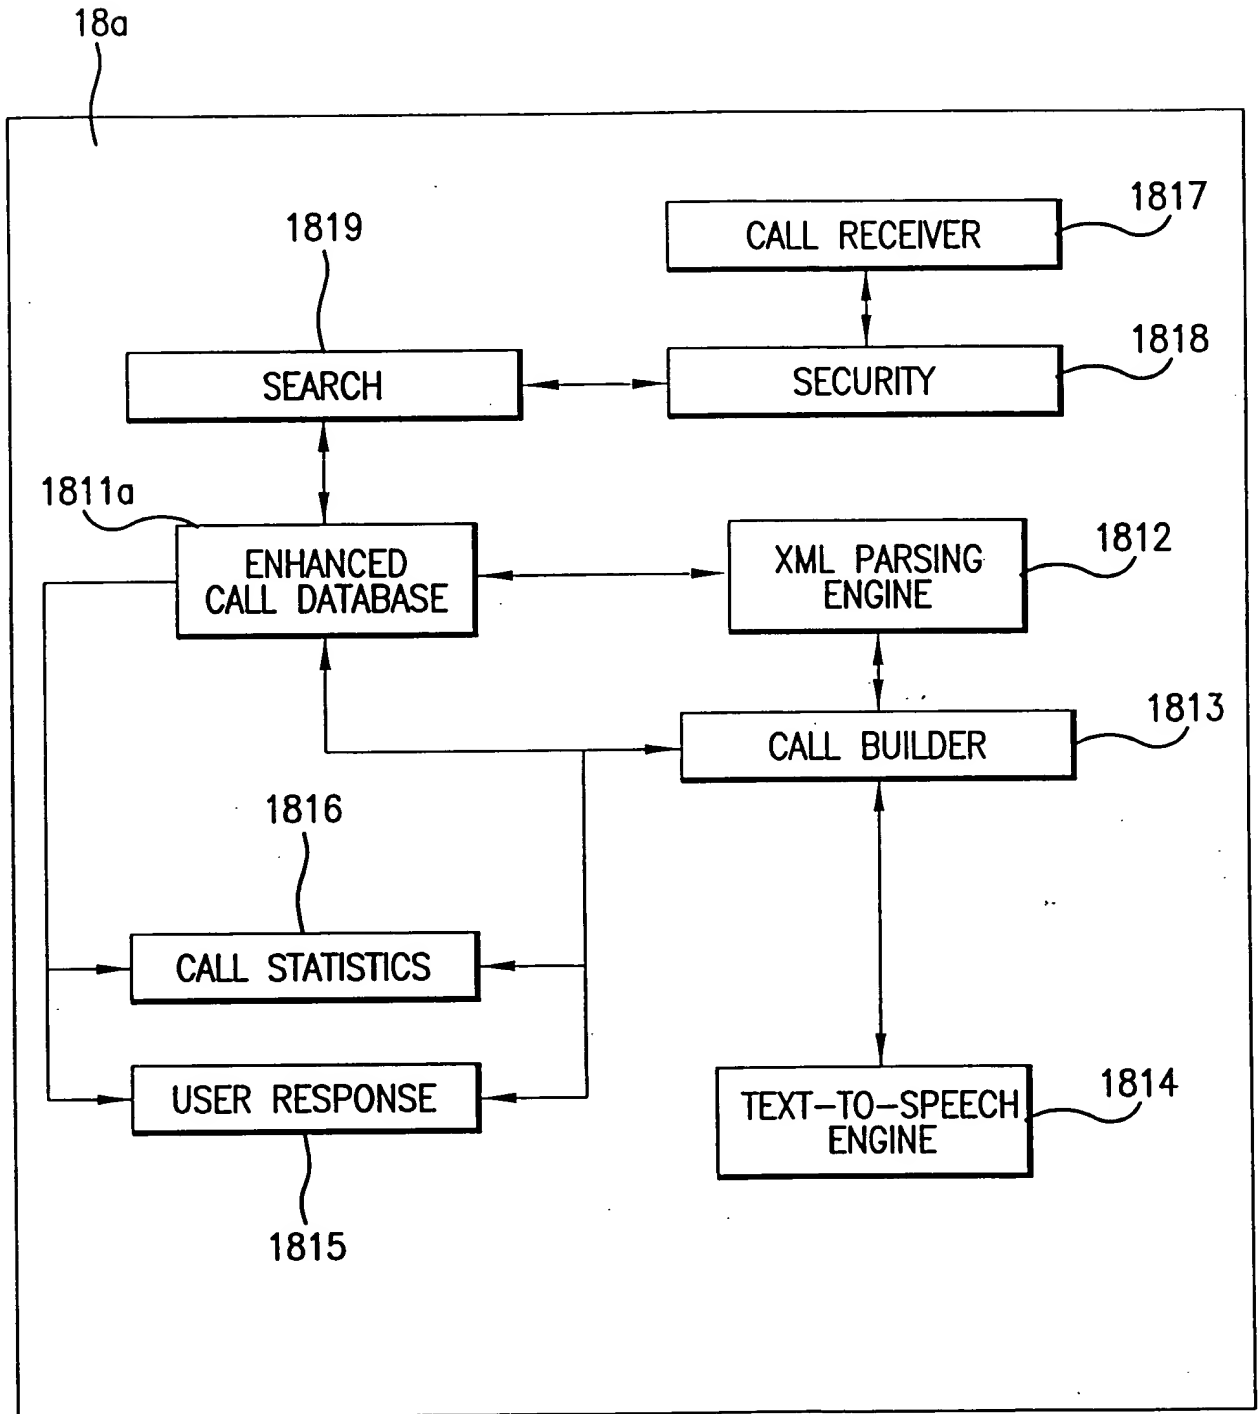 18a
1817
CALL RECEIVER
1819
1818
SEARCH
SECURITY
1811a
ENHANCED
CALL DATABASE
XML PARSING
ENGINE
1812
1813
CALL BUILDER
1816
CALL STATISTICS
USER RESPONSE
TEXT-TO-SPEECH
ENGINE
1814
1815